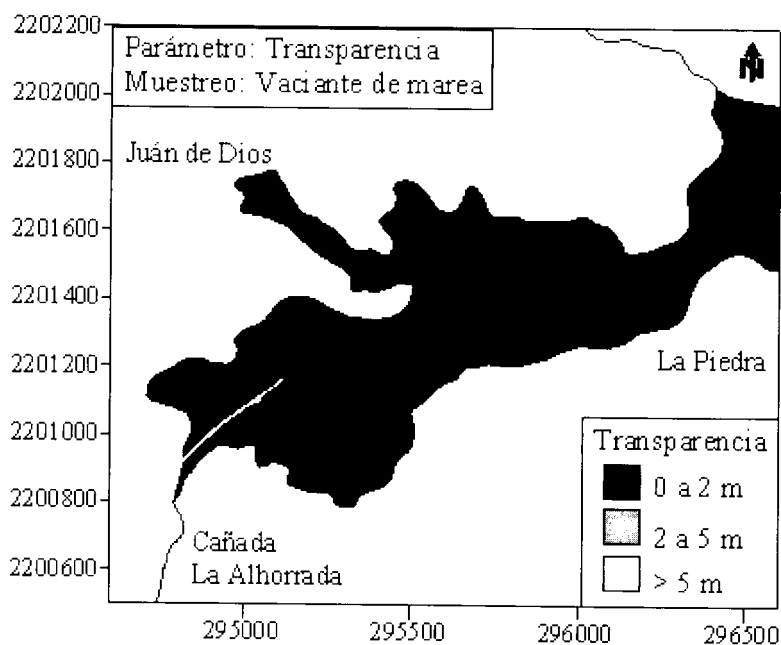 2202200
Parámetro: Transparencia
Muestreo: Vaciante de marea
N
2202000
2201800
Juán de Dios
2201600
2201400
2201200
La Piedra
2201000
Transparencia
0 a 2 m
2200800
2 a 5 m
Cañada
La Alhorrada
2200600
> 5 m
295000
295500
296000
296500